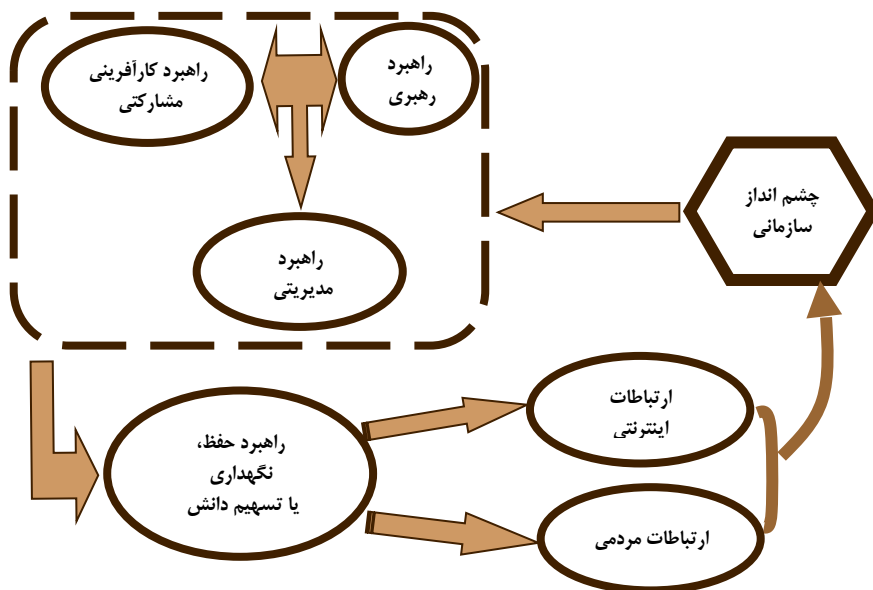 راهبرد
رهبری
راهبرد کارآفرینی
مشارکتی
چشم انداز
سازمانی
راهبرد
مدیریتی
ارتباطات
اینترنتی
راهبرد حفظ،
نگهداری
یا تسهیم دانش
ارتباطات مردمی